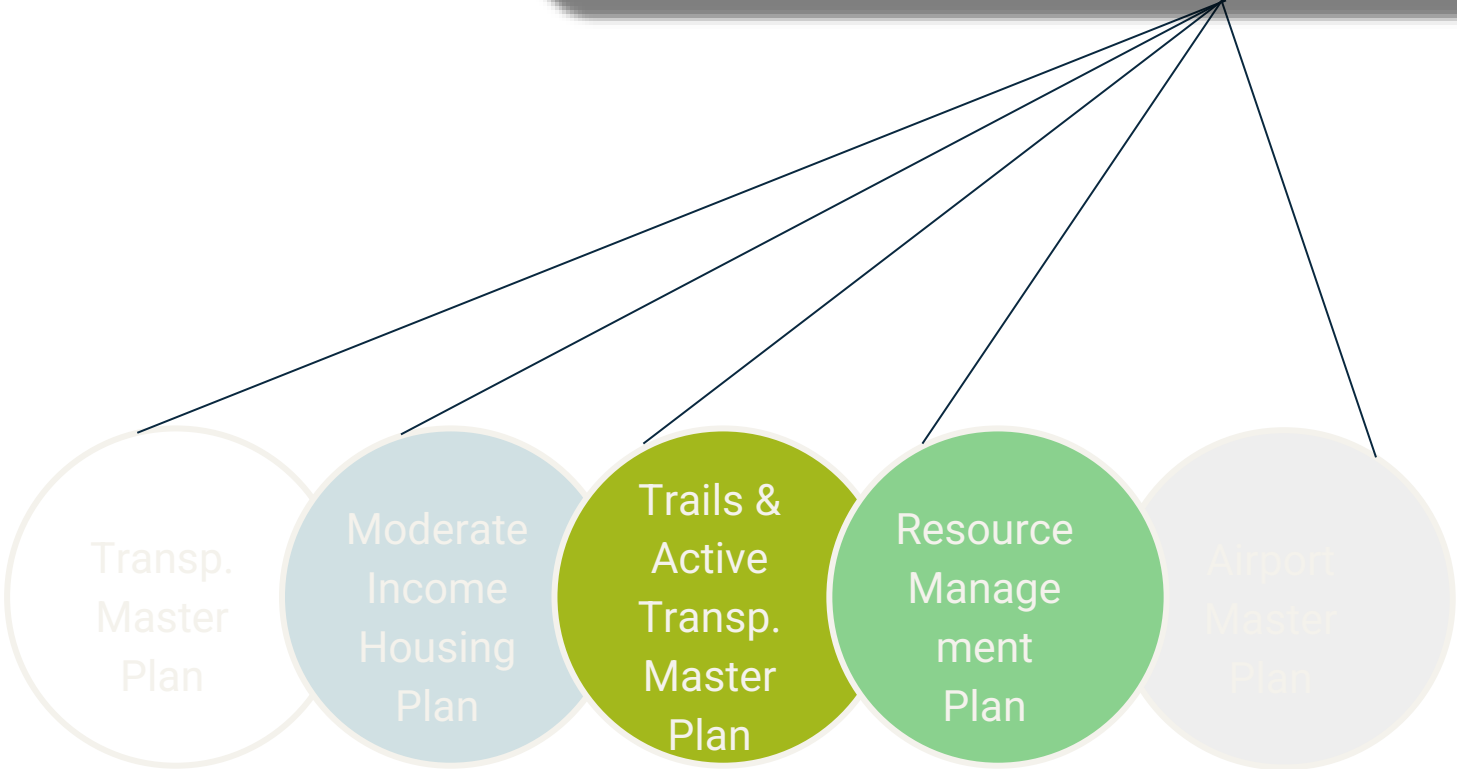 Transp.
Master
Plan
Moderate
Income
Housing
Plan
Trails &
Active
Transp.
Master
Plan
Resource
Manage
ment
Plan
Airport
Master
Plan